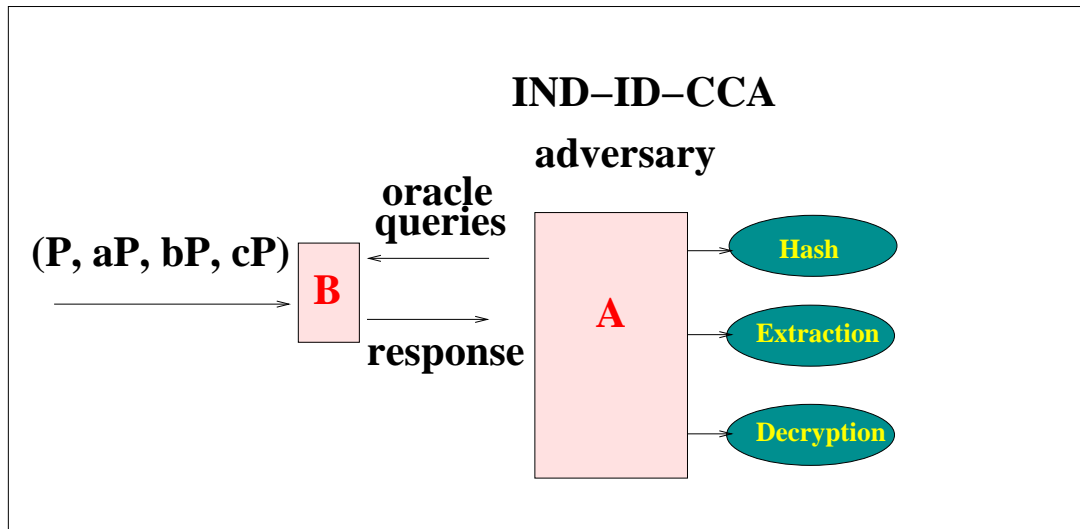 IND−ID−CCA
adversary
oracle
queries
(P, aP, bP, cP)
B
response
A
Hash
Extraction
Decryption